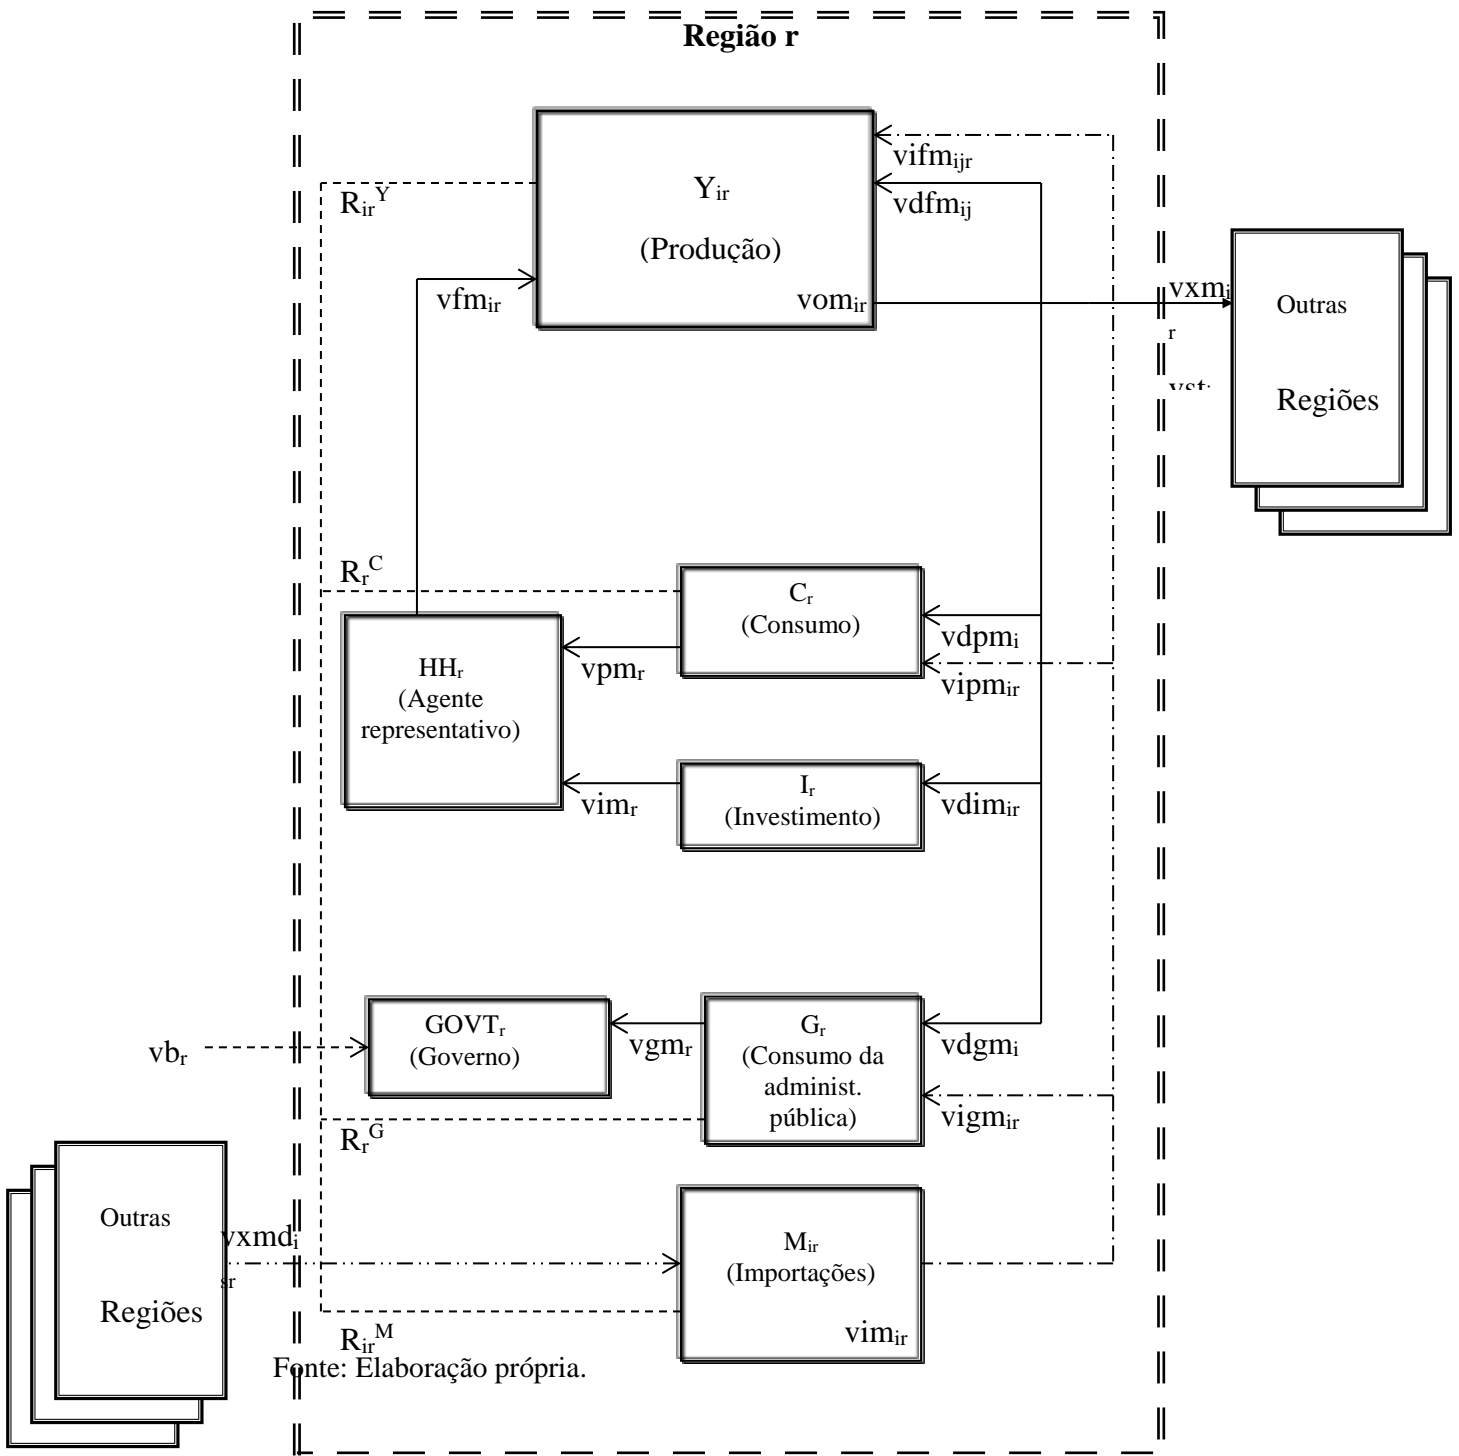 Região r
vifm_ijr
Y_ir
R_ir^Y
vdfm_ij
(Produção)
vfm_ir
vom_ir
vxm_i
r
Outras
Regiões
R_r^C
C_r
(Consumo)
vdpm_i
HH_r
(Agente
representativo)
vpm_r
vipm_ir
I_r
(Investimento)
vim_r
vdim_ir
GOVT_r
(Governo)
vb_r
vgm_r
G_r
(Consumo da
administ.
pública)
vdgm_i
vigm_ir
R_r^G
Outras
Regiões
vxmd_i
sr
M_ir
(Importações)
vim_ir
R_ir^M
Fonte: Elaboração própria.